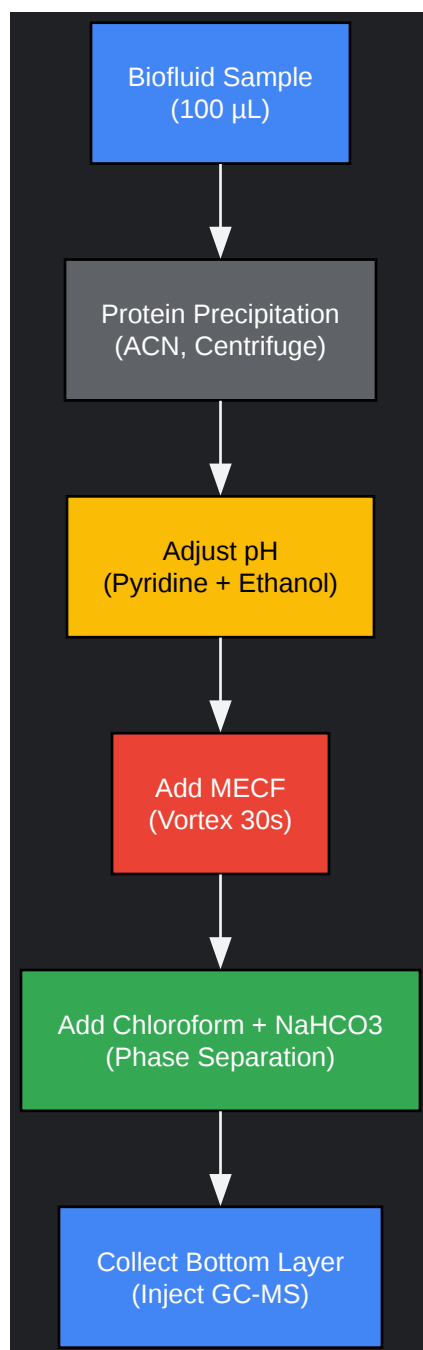 Biofluid Sample
(100 µL)
Protein Precipitation
(ACN, Centrifuge)
Adjust pH
(Pyridine + Ethanol)
Add MECF
(Vortex 30s)
Add Chloroform + NaHCO3
(Phase Separation)
Collect Bottom Layer
(Inject GC-MS)